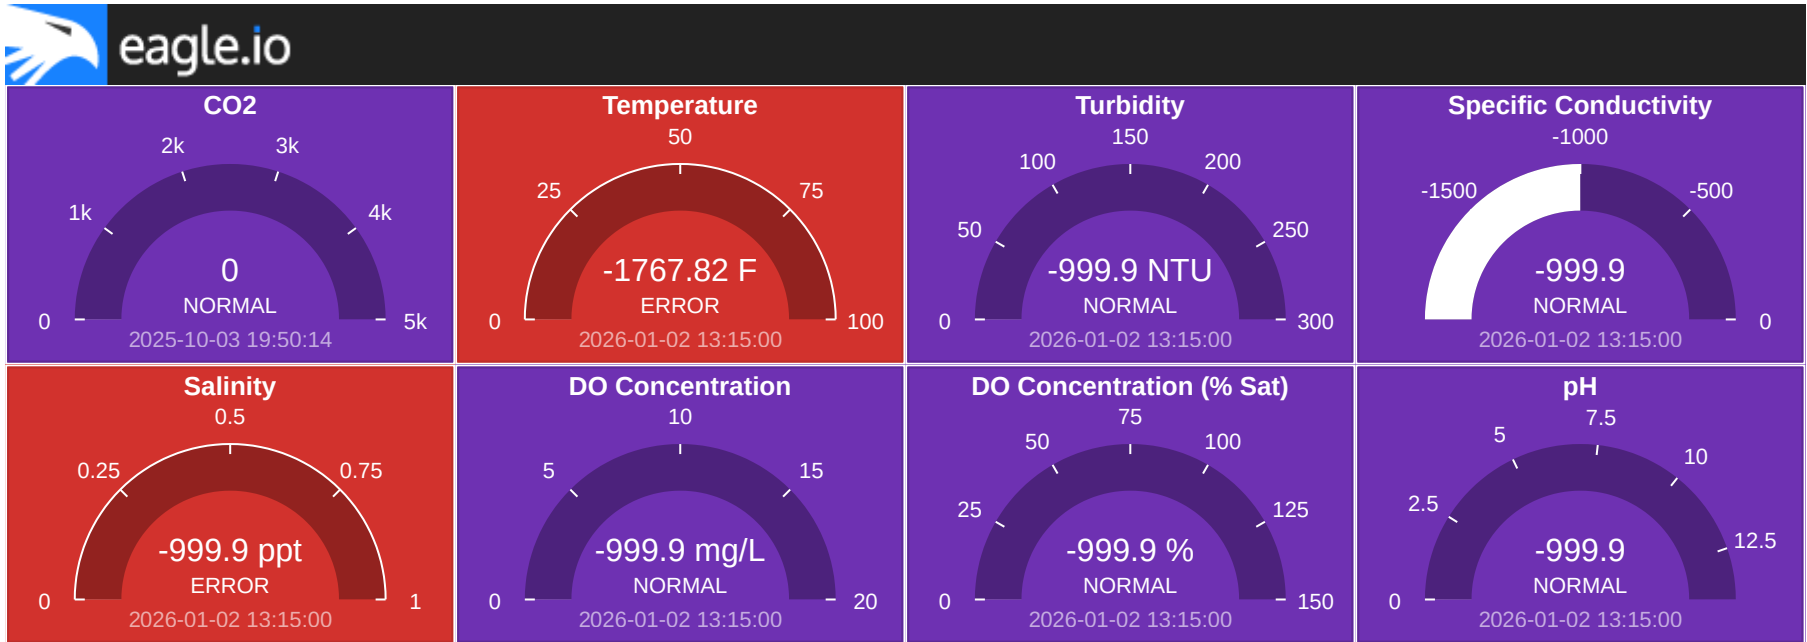 eagle.io
CO2
2k
3k
1k
4k
0
NORMAL
0
5k
2025-10-03 19:50:14
Temperature
50
25
75
-1767.82 F
ERROR
0
100
2026-01-02 13:15:00
Turbidity
150
100
200
50
250
-999.9 NTU
NORMAL
0
300
2026-01-02 13:15:00
Specific Conductivity
-1000
-1500
-500
-999.9
NORMAL
0
2026-01-02 13:15:00
Salinity
0.5
0.25
0.75
-999.9 ppt
ERROR
0
1
2026-01-02 13:15:00
DO Concentration
10
5
15
-999.9 mg/L
NORMAL
0
20
2026-01-02 13:15:00
DO Concentration (% Sat)
75
50
100
25
125
-999.9 %
NORMAL
0
150
2026-01-02 13:15:00
pH
7.5
5
10
2.5
12.5
-999.9
NORMAL
0
2026-01-02 13:15:00